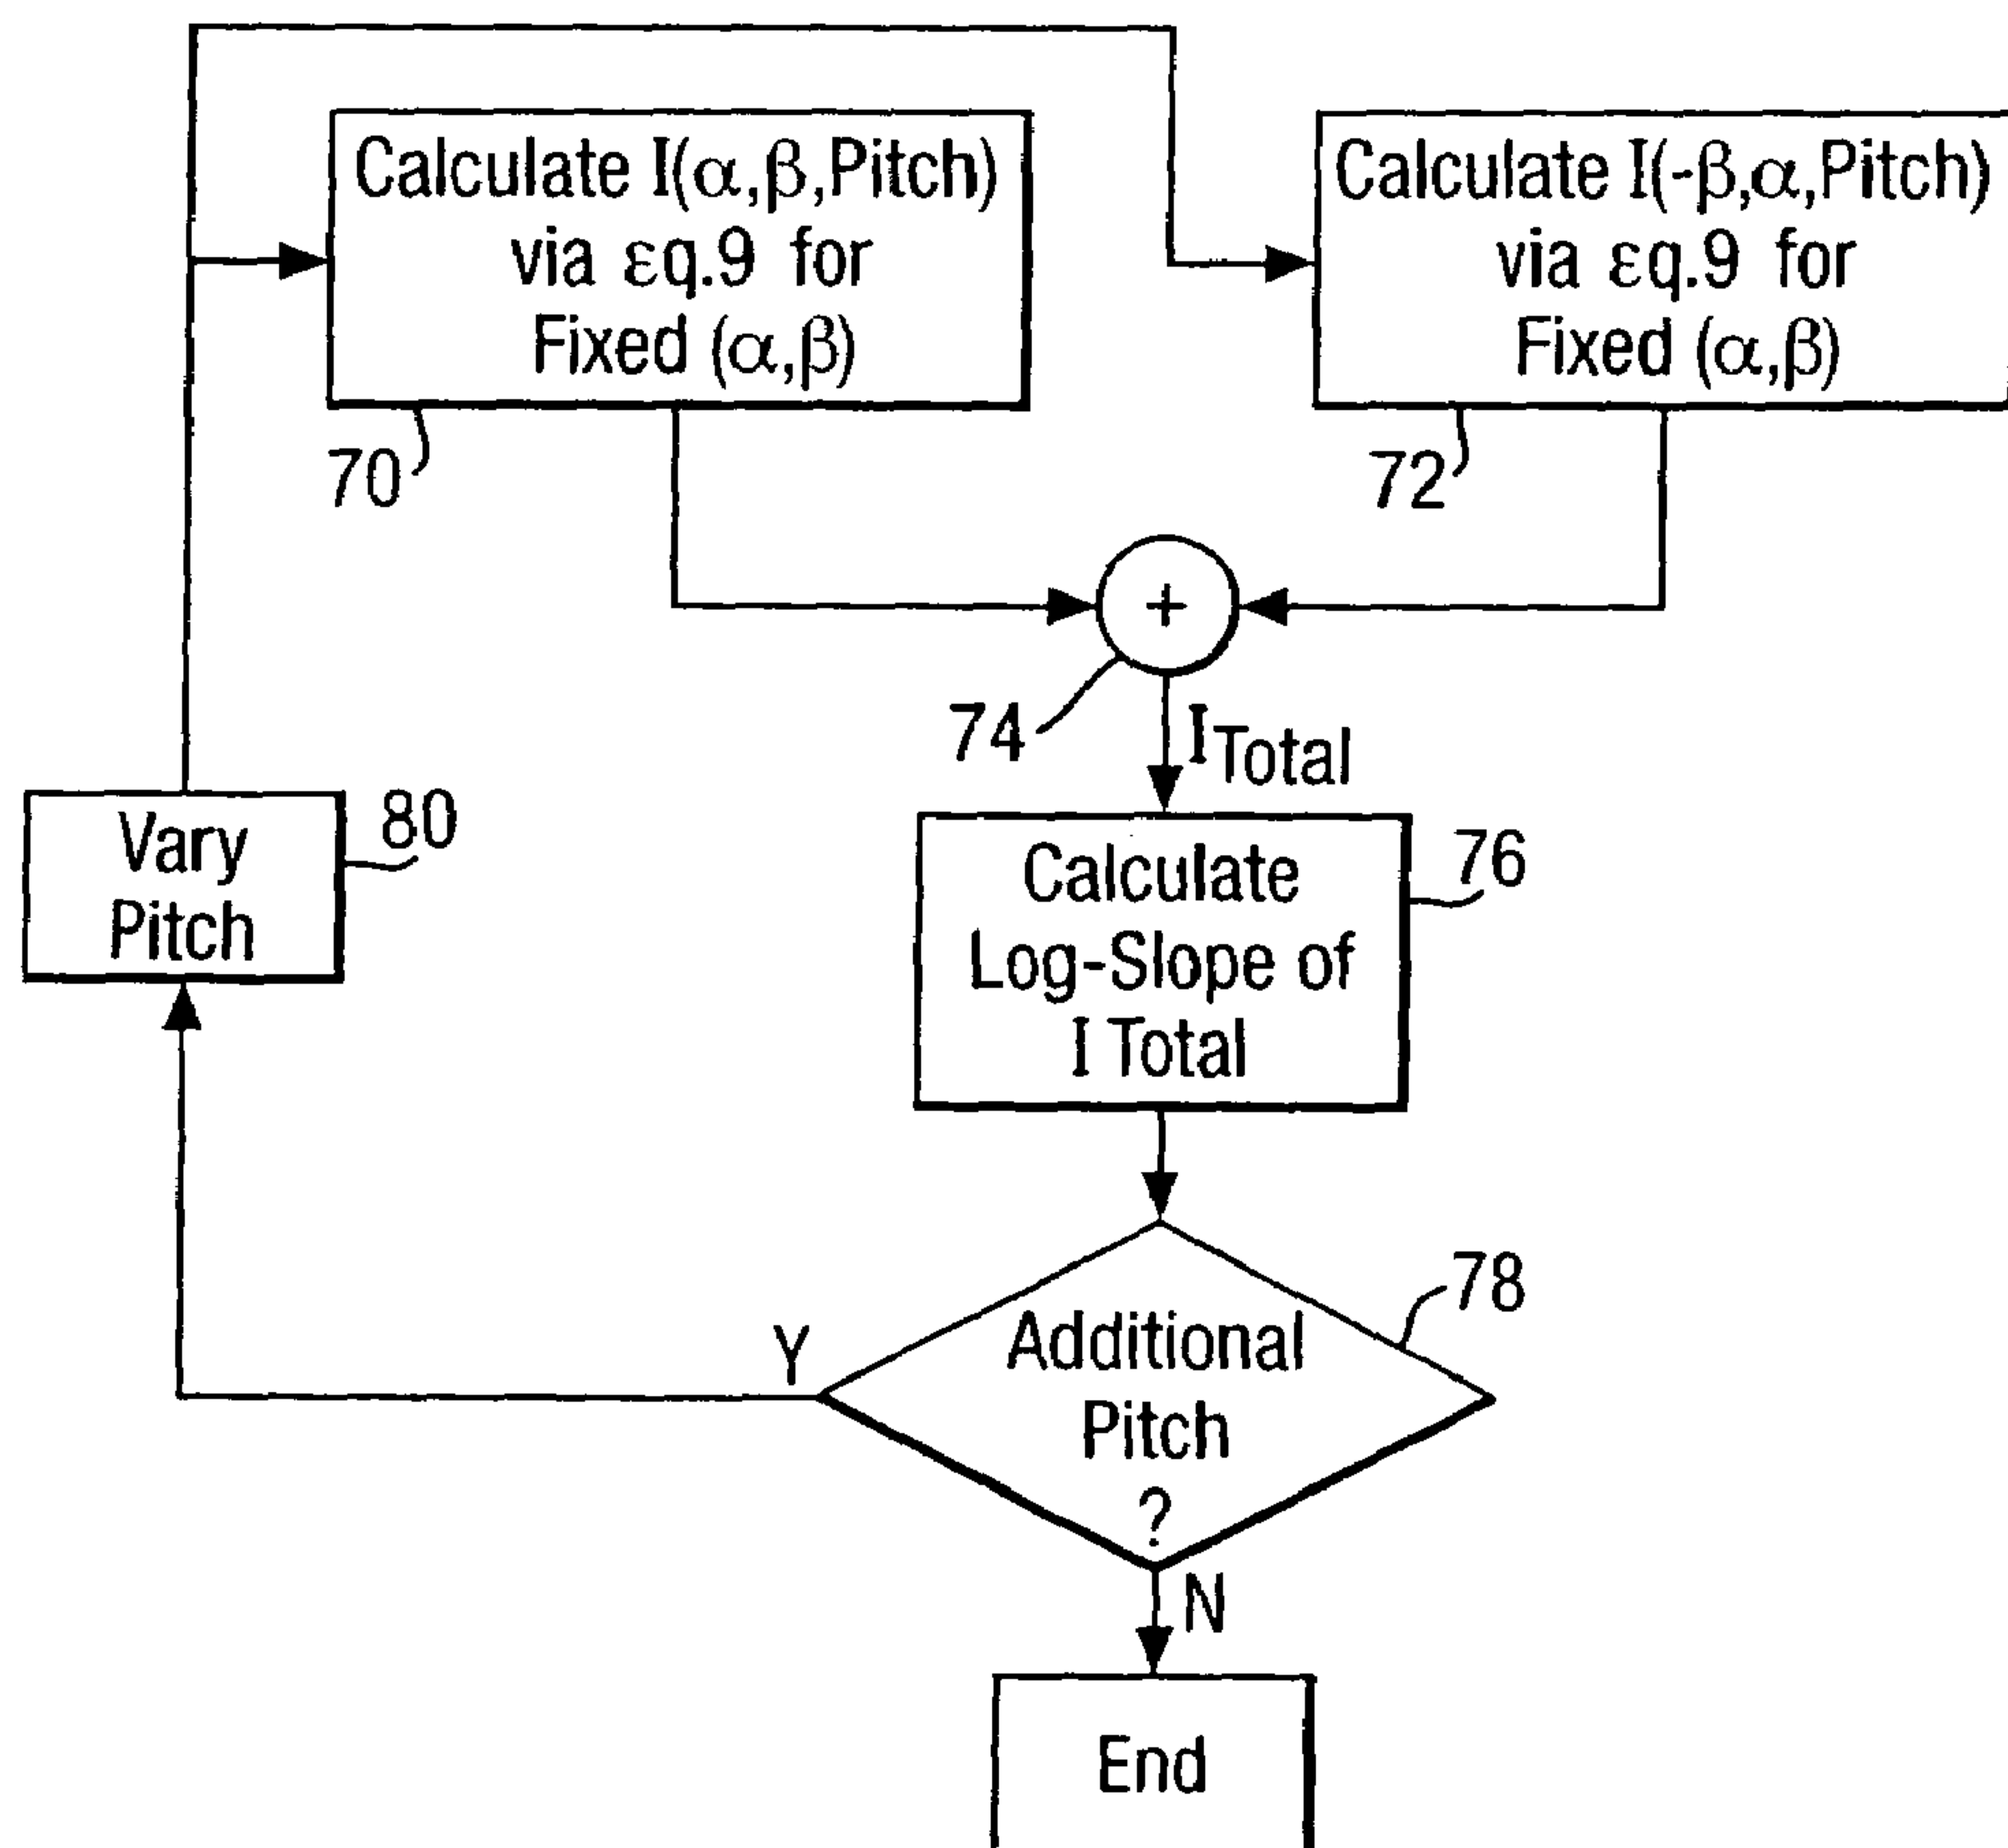 Calculate I(α,β,Pitch)
via εq.9 for
Fixed (α,β)
70
Calculate I(-β,α,Pitch)
via εq.9 for
Fixed (α,β)
72
+
74
I Total
Vary
Pitch
80
Calculate
Log-Slope of
I Total
76
Additional
Pitch
?
78
Y
N
End